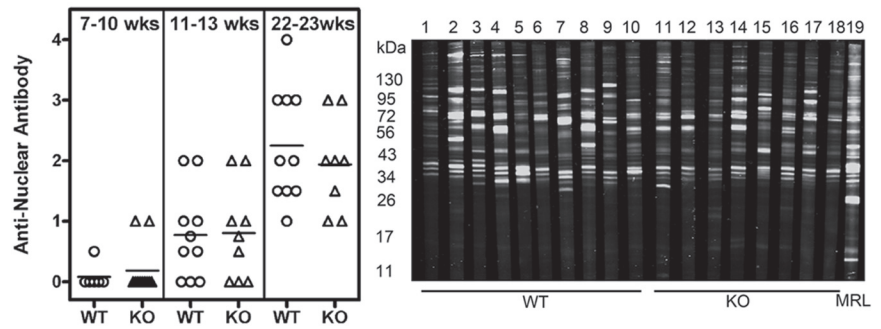 7-10 wks 11-13 wks 22-23wks
Anti-Nuclear Antibody
4
3
2
1
0
WT KO WT KO WT KO
1 2 3 4 5 6 7 8 9 10 11 12 13 14 15 16 17 18 19
kDa
130
95
72
56
43
34
26
17
11
WT KO MRL